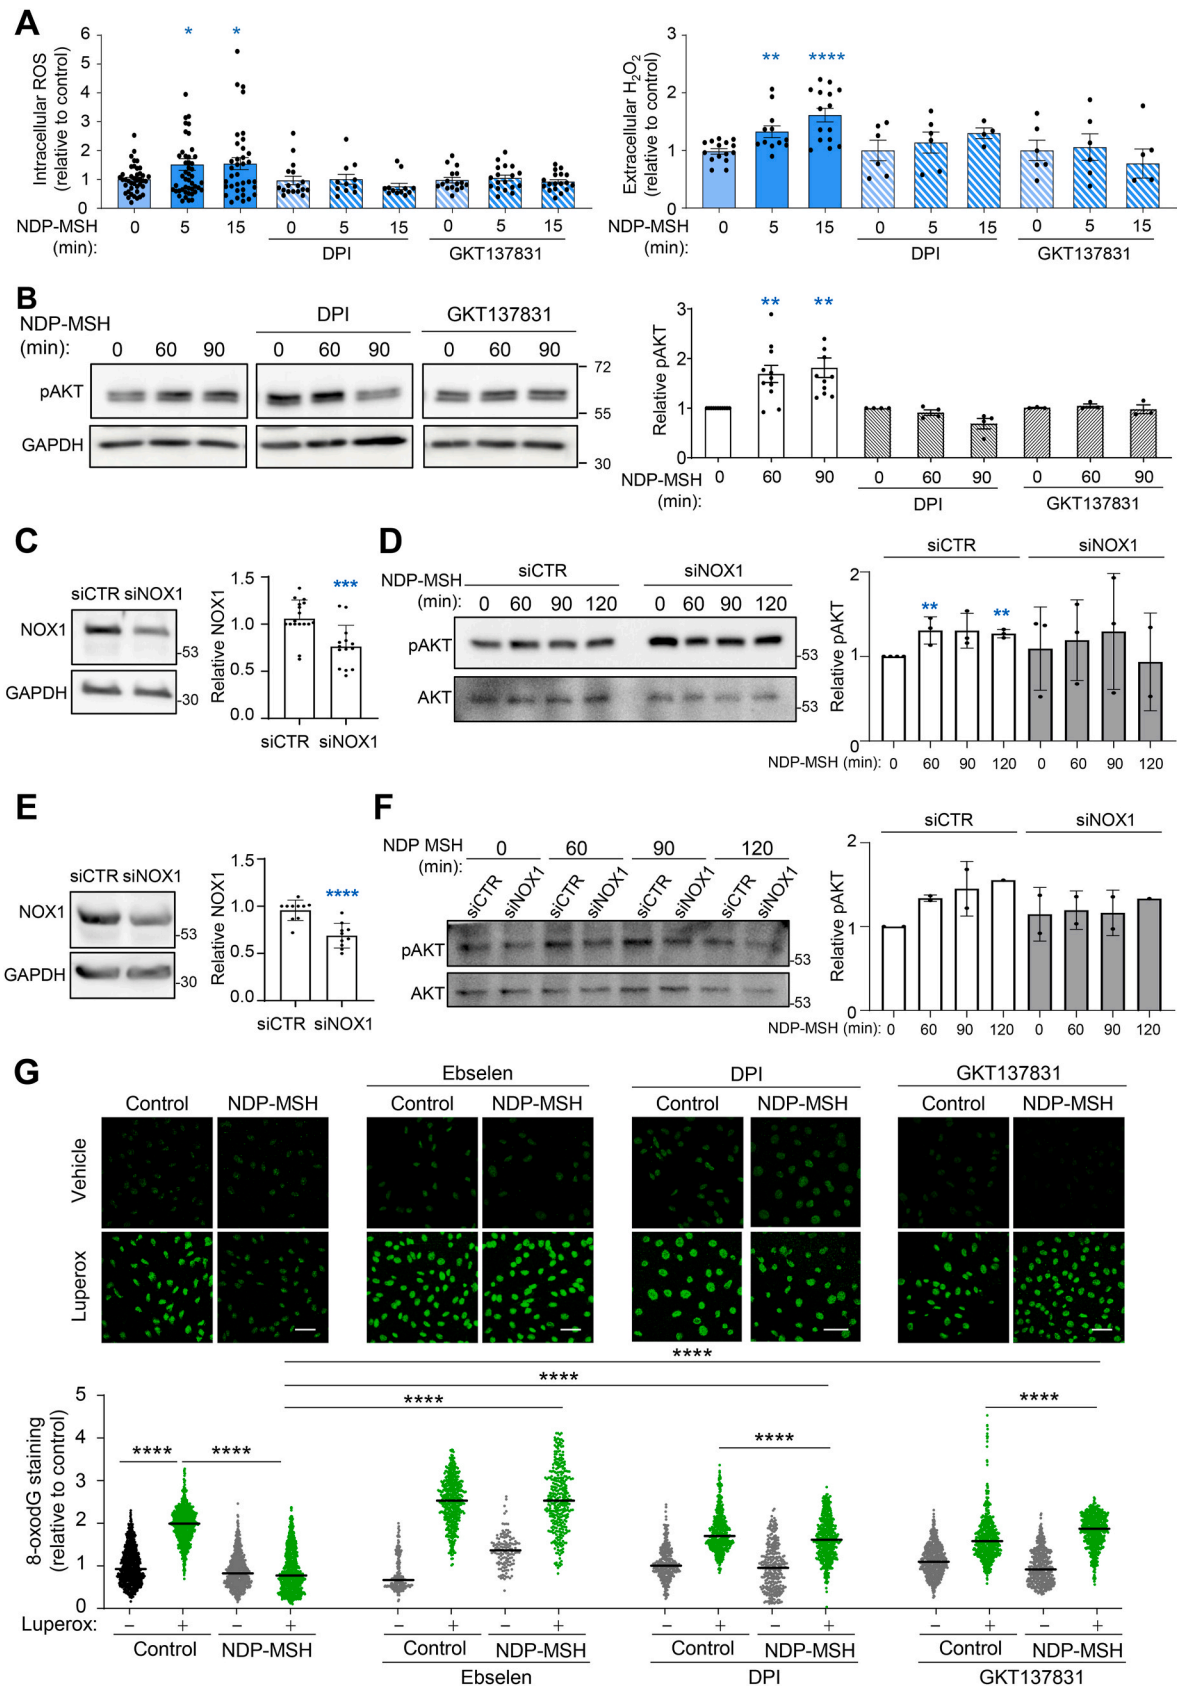 A
Intracellular ROS
(relative to control)
6
5
4
3
2
1
0
* *
NDP-MSH
(min):
0 5 15 0 5 15 0 5 15
DPI GKT137831
Extracellular H₂O₂
(relative to control)
3
2
1
0
** ****
NDP-MSH
(min):
0 5 15 0 5 15 0 5 15
DPI GKT137831
B
NDP-MSH
(min):
DPI GKT137831
0 60 90 0 60 90 0 60 90
pAKT
GAPDH
72
55
30
Relative pAKT
3
2
1
0
** **
NDP-MSH
(min):
0 60 90 0 60 90 0 60 90
DPI GKT137831
C
siCTR siNOX1
NOX1
GAPDH
-53
-30
Relative NOX1
1.5
1.0
0.5
0.0
***
siCTR siNOX1
D
NDP-MSH
(min):
siCTR siNOX1
0 60 90 120 0 60 90 120
pAKT
AKT
-53
-53
siCTR siNOX1
Relative pAKT
2
1
0
** **
NDP-MSH (min): 0 60 90 120 0 60 90 120
E
siCTR siNOX1
NOX1
GAPDH
-53
-30
Relative NOX1
1.5
1.0
0.5
0.0
****
siCTR siNOX1
F
NDP MSH
(min):
0 60 90 120
siCTR siNOX1 siCTR siNOX1 siCTR siNOX1 siCTR siNOX1
pAKT
AKT
-53
-53
siCTR siNOX1
Relative pAKT
2
1
0
NDP-MSH (min): 0 60 90 120 0 60 90 120
G
Ebselen DPI GKT137831
Control NDP-MSH Control NDP-MSH Control NDP-MSH Control NDP-MSH
Vehicle
Luperox
8-oxodG staining
(relative to control)
5
4
3
2
1
0
****
****
****
**** **** **** ****
Luperox: – + – + – + – + – + – + – + – +
Control NDP-MSH Control NDP-MSH Control NDP-MSH Control NDP-MSH
Ebselen DPI GKT137831